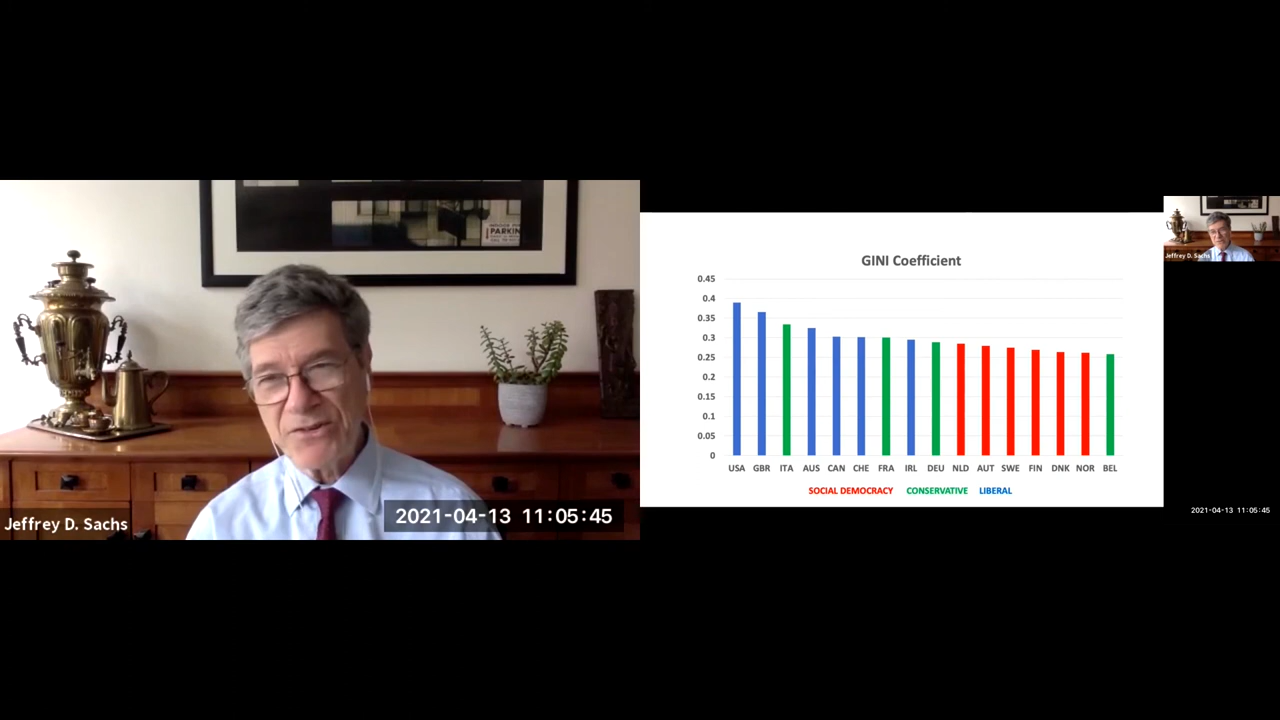 PARKIN
Jeffrey D. Sachs
2021-04-13 11:05:45
GINI Coefficient
0.45
0.4
0.35
0.3
0.25
0.2
0.15
0.1
0.05
0
USA GBR ITA AUS CAN CHE FRA IRL DEU NLD AUT SWE FIN DNK NOR BEL
SOCIAL DEMOCRACY CONSERVATIVE LIBERAL
Jeffrey D. Sachs
2021-04-13 11:05:45